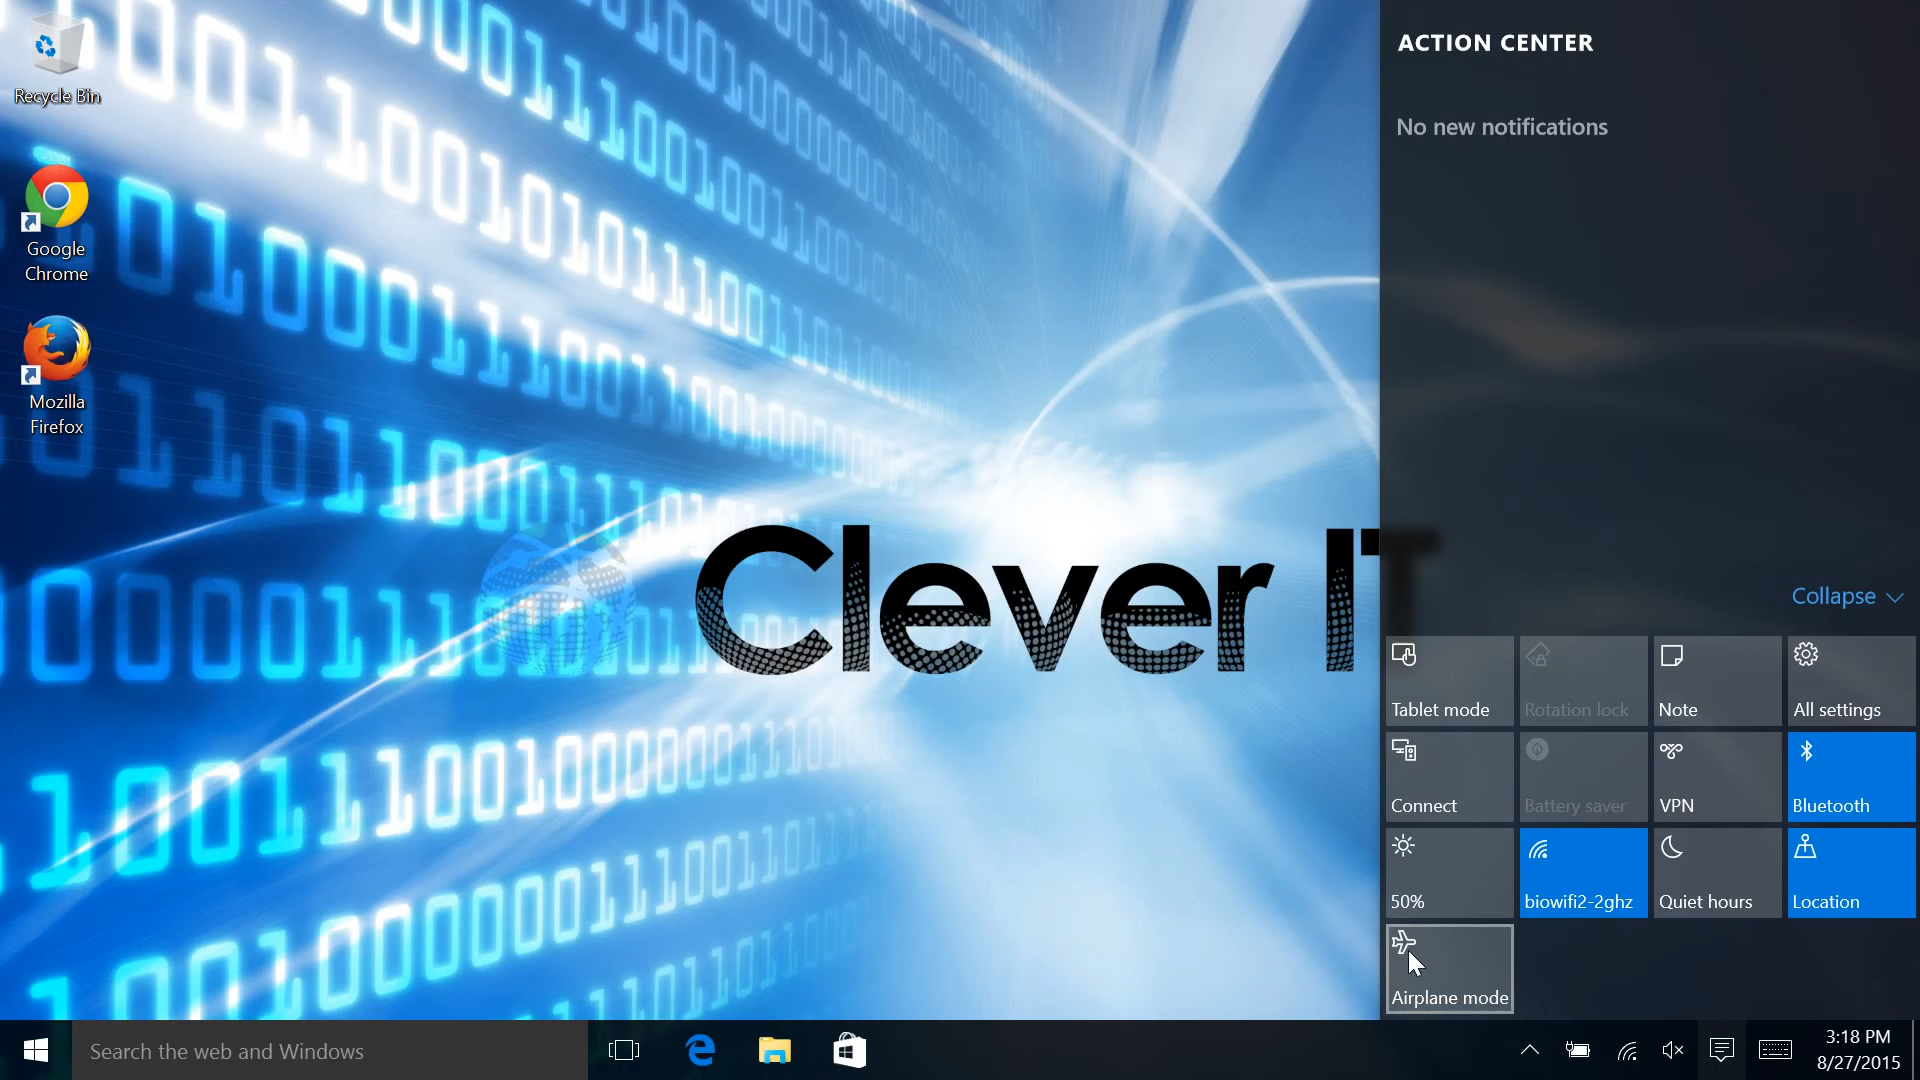 Recycle Bin
Google
Chrome
Mozilla
Firefox
Clever IT
ACTION CENTER
No new notifications
Collapse
Tablet mode
Rotation lock
Note
All settings
Connect
Battery saver
VPN
Bluetooth
50%
biowifi2-2ghz
Quiet hours
Location
Airplane mode
Search the web and Windows
3:18 PM
8/27/2015